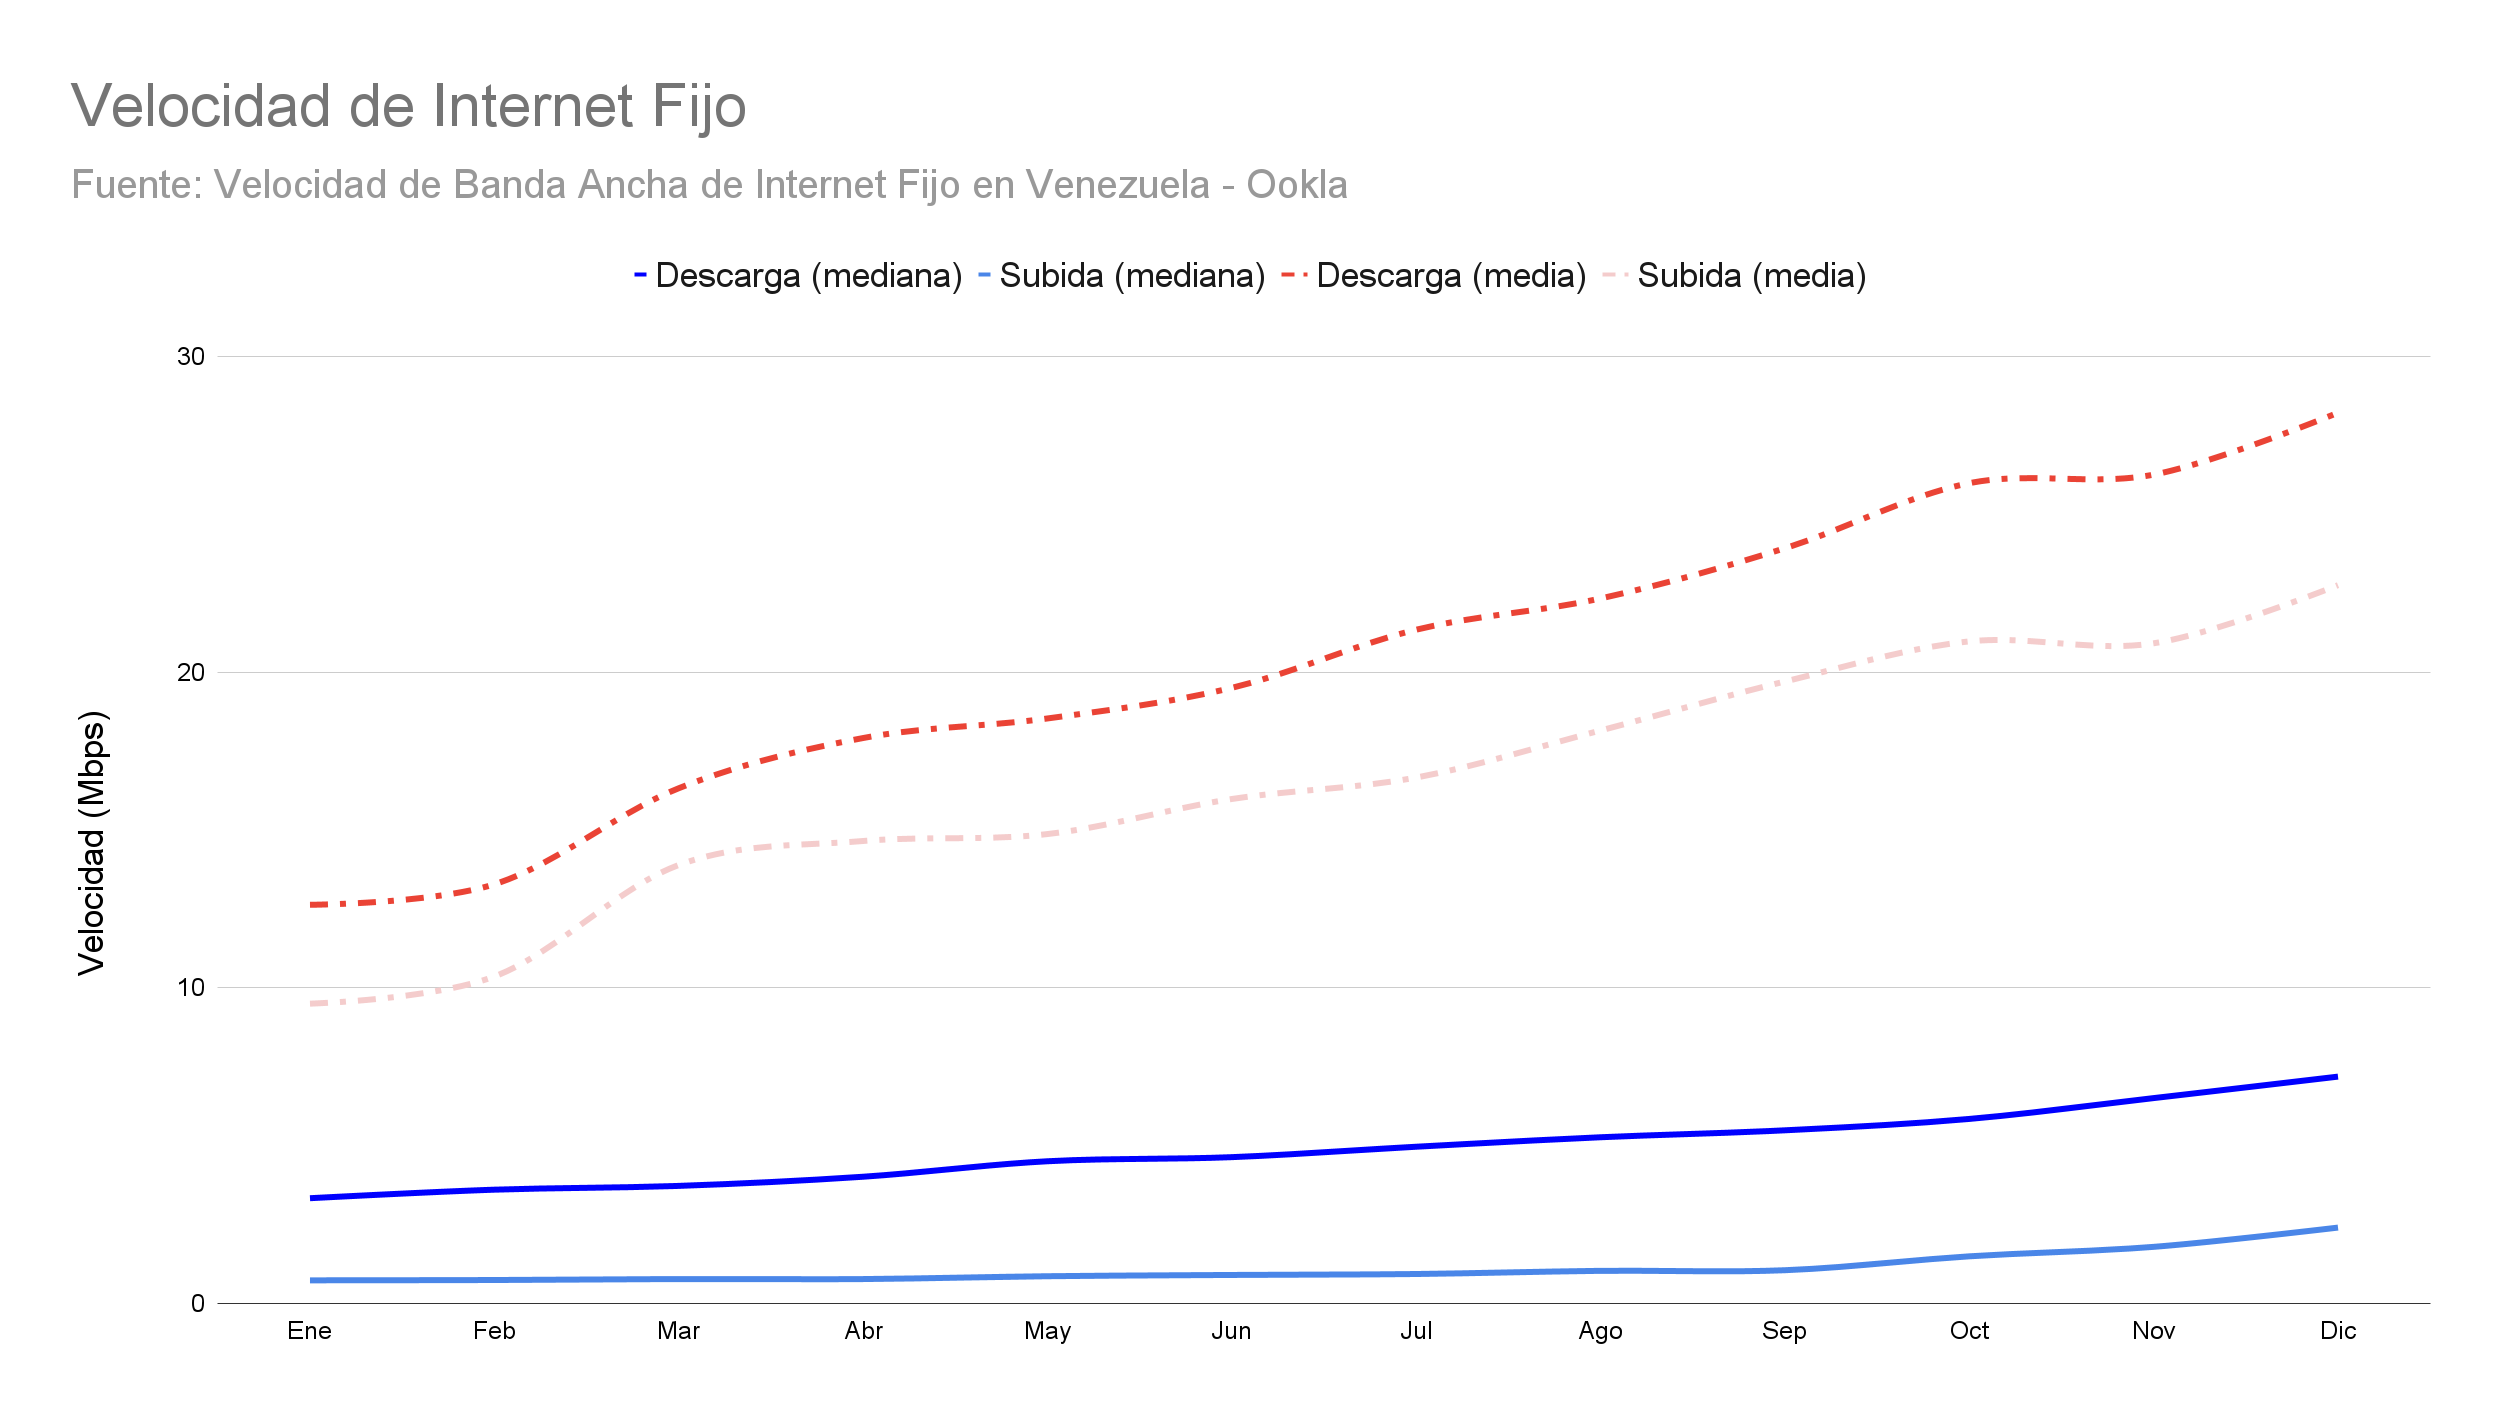 Velocidad de Internet Fijo
Fuente: Velocidad de Banda Ancha de Internet Fijo en Venezuela - Ookla
Descarga (mediana) Subida (mediana) Descarga (media) Subida (media)
Velocidad (Mbps)
30
20
10
0
Ene Feb Mar Abr May Jun Jul Ago Sep Oct Nov Dic